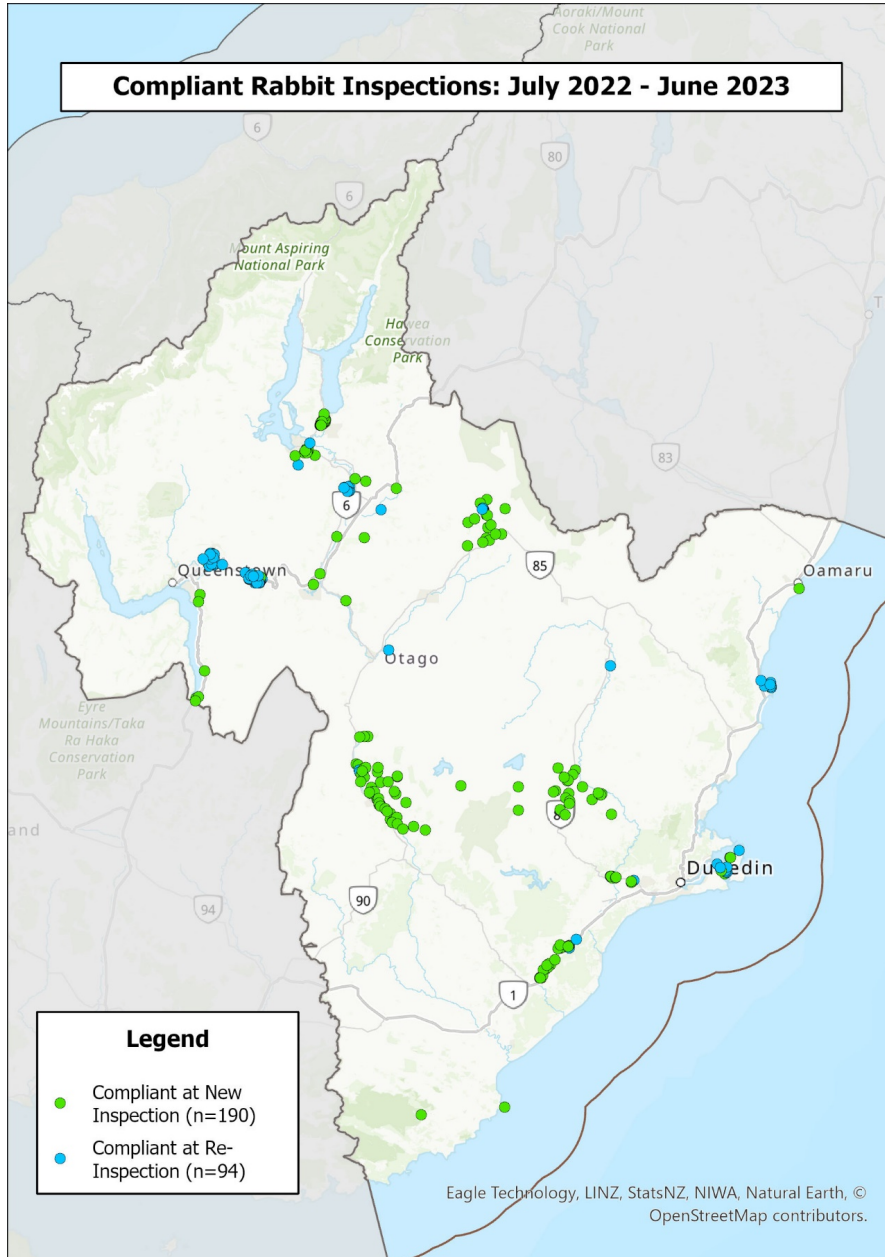 Aoraki/Mount
Cook National
Park
Compliant Rabbit Inspections: July 2022 - June 2023
6
80
6
Mount Aspiring
National Park
Hawea
Conservation
Park
T
83
6
85
Queenstown
Oamaru
Otago
Eyre
Mountains/Taka
Ra Haka
Conservation
Park
land
8
Dunedin
90
94
1
Legend
Compliant at New
Inspection (n=190)
Compliant at Re-
Inspection (n=94)
Eagle Technology, LINZ, StatsNZ, NIWA, Natural Earth, ©
OpenStreetMap contributors.